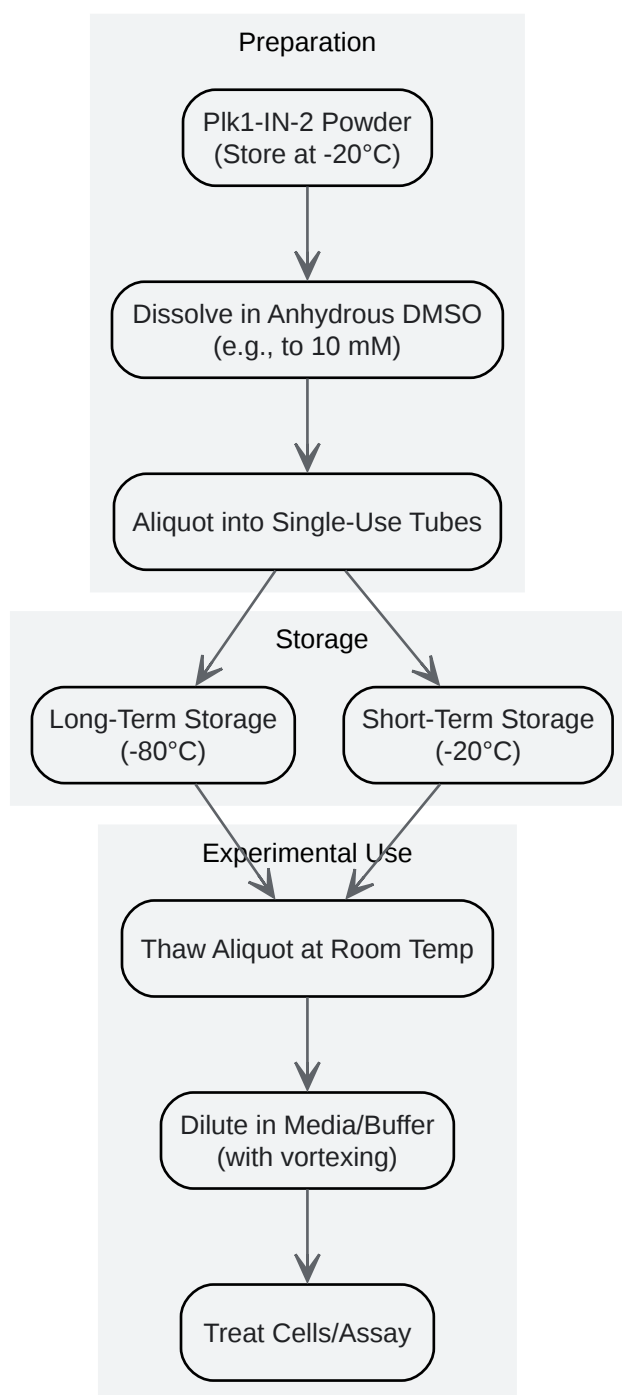 Preparation
Plk1-IN-2 Powder
(Store at -20°C)
Dissolve in Anhydrous DMSO
(e.g., to 10 mM)
Aliquot into Single-Use Tubes
Storage
Long-Term Storage
(-80°C)
Short-Term Storage
(-20°C)
Experimental Use
Thaw Aliquot at Room Temp
Dilute in Media/Buffer
(with vortexing)
Treat Cells/Assay